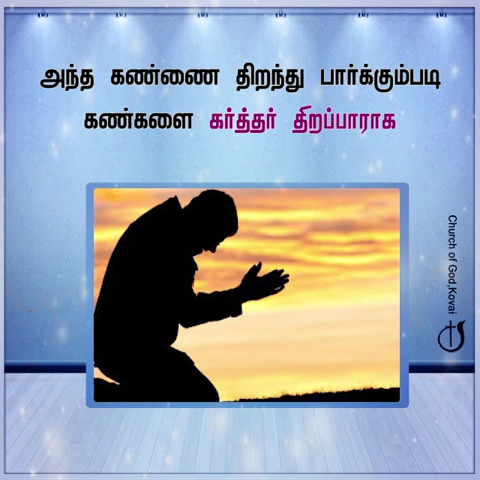 அந்த கண்ணை திறந்து பார்க்கும்படி
கண்களை கர்த்தர் திறப்பாராக
Church of God,Kovai